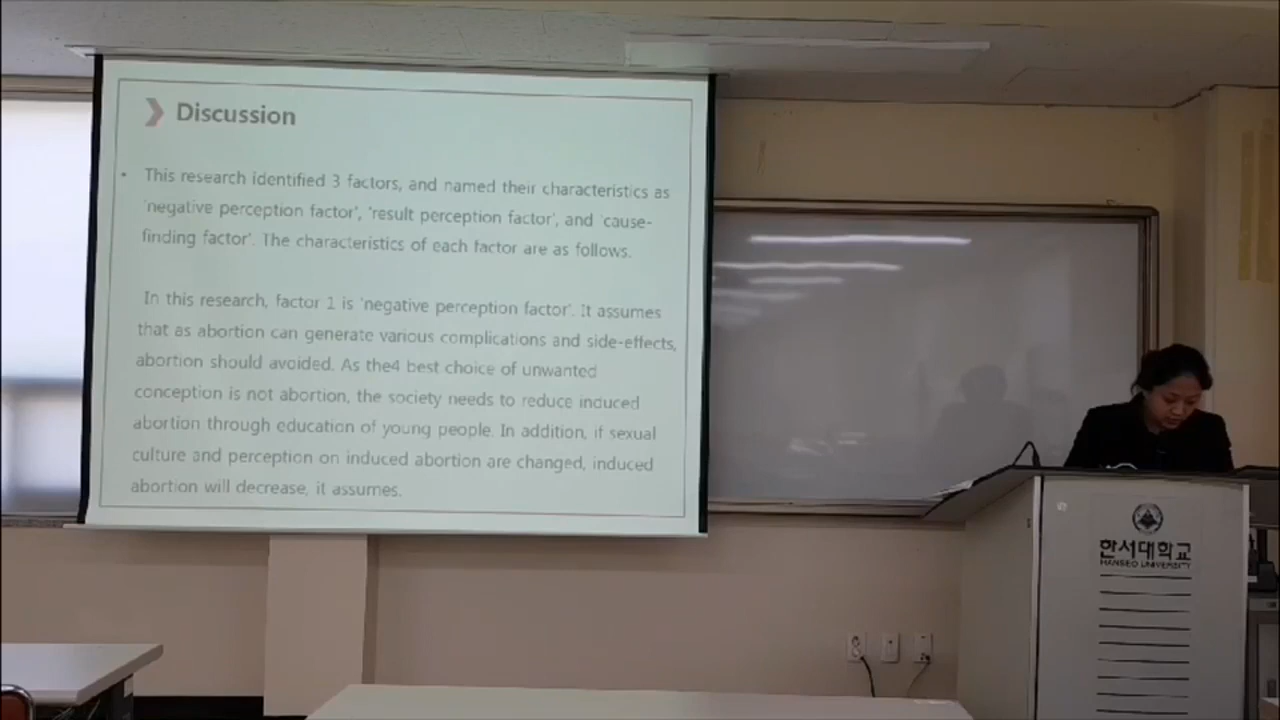 Discussion
• This research identified 3 factors, and named their characteristics as
'negative perception factor', 'result perception factor', and 'cause-
finding factor'. The characteristics of each factor are as follows.
In this research, factor 1 is 'negative perception factor'. It assumes
that as abortion can generate various complications and side-effects,
abortion should avoided. As the4 best choice of unwanted
conception is not abortion, the society needs to reduce induced
abortion through education of young people. In addition, if sexual
culture and perception on induced abortion are changed, induced
abortion will decrease, it assumes.
한서대학교
HANSEO UNIVERSITY